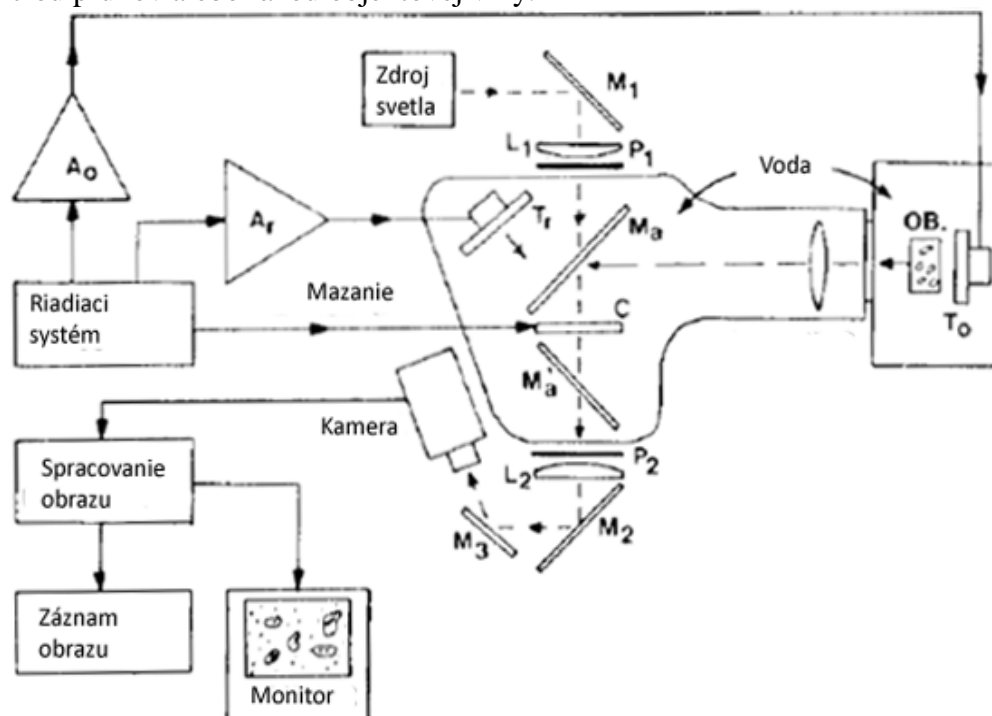 Zdroj
svetla
M1
L1
P1
Voda
Ao
Ar
Tr
Ma
OB.
To
Riadiaci
systém
Mazanie
C
Ma'
Kamera
P2
L2
M2
M3
Spracovanie
obrazu
Záznam
obrazu
Monitor